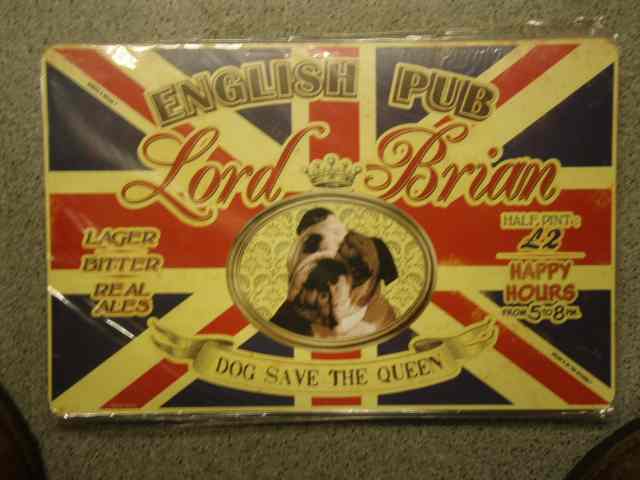 ENGLISH PUB
Lord Brian
HALF PINT:
£2
HAPPY
HOURS
FROM 5 TO 8 PM
LAGER
BITTER
REAL
ALES
DOG SAVE THE QUEEN